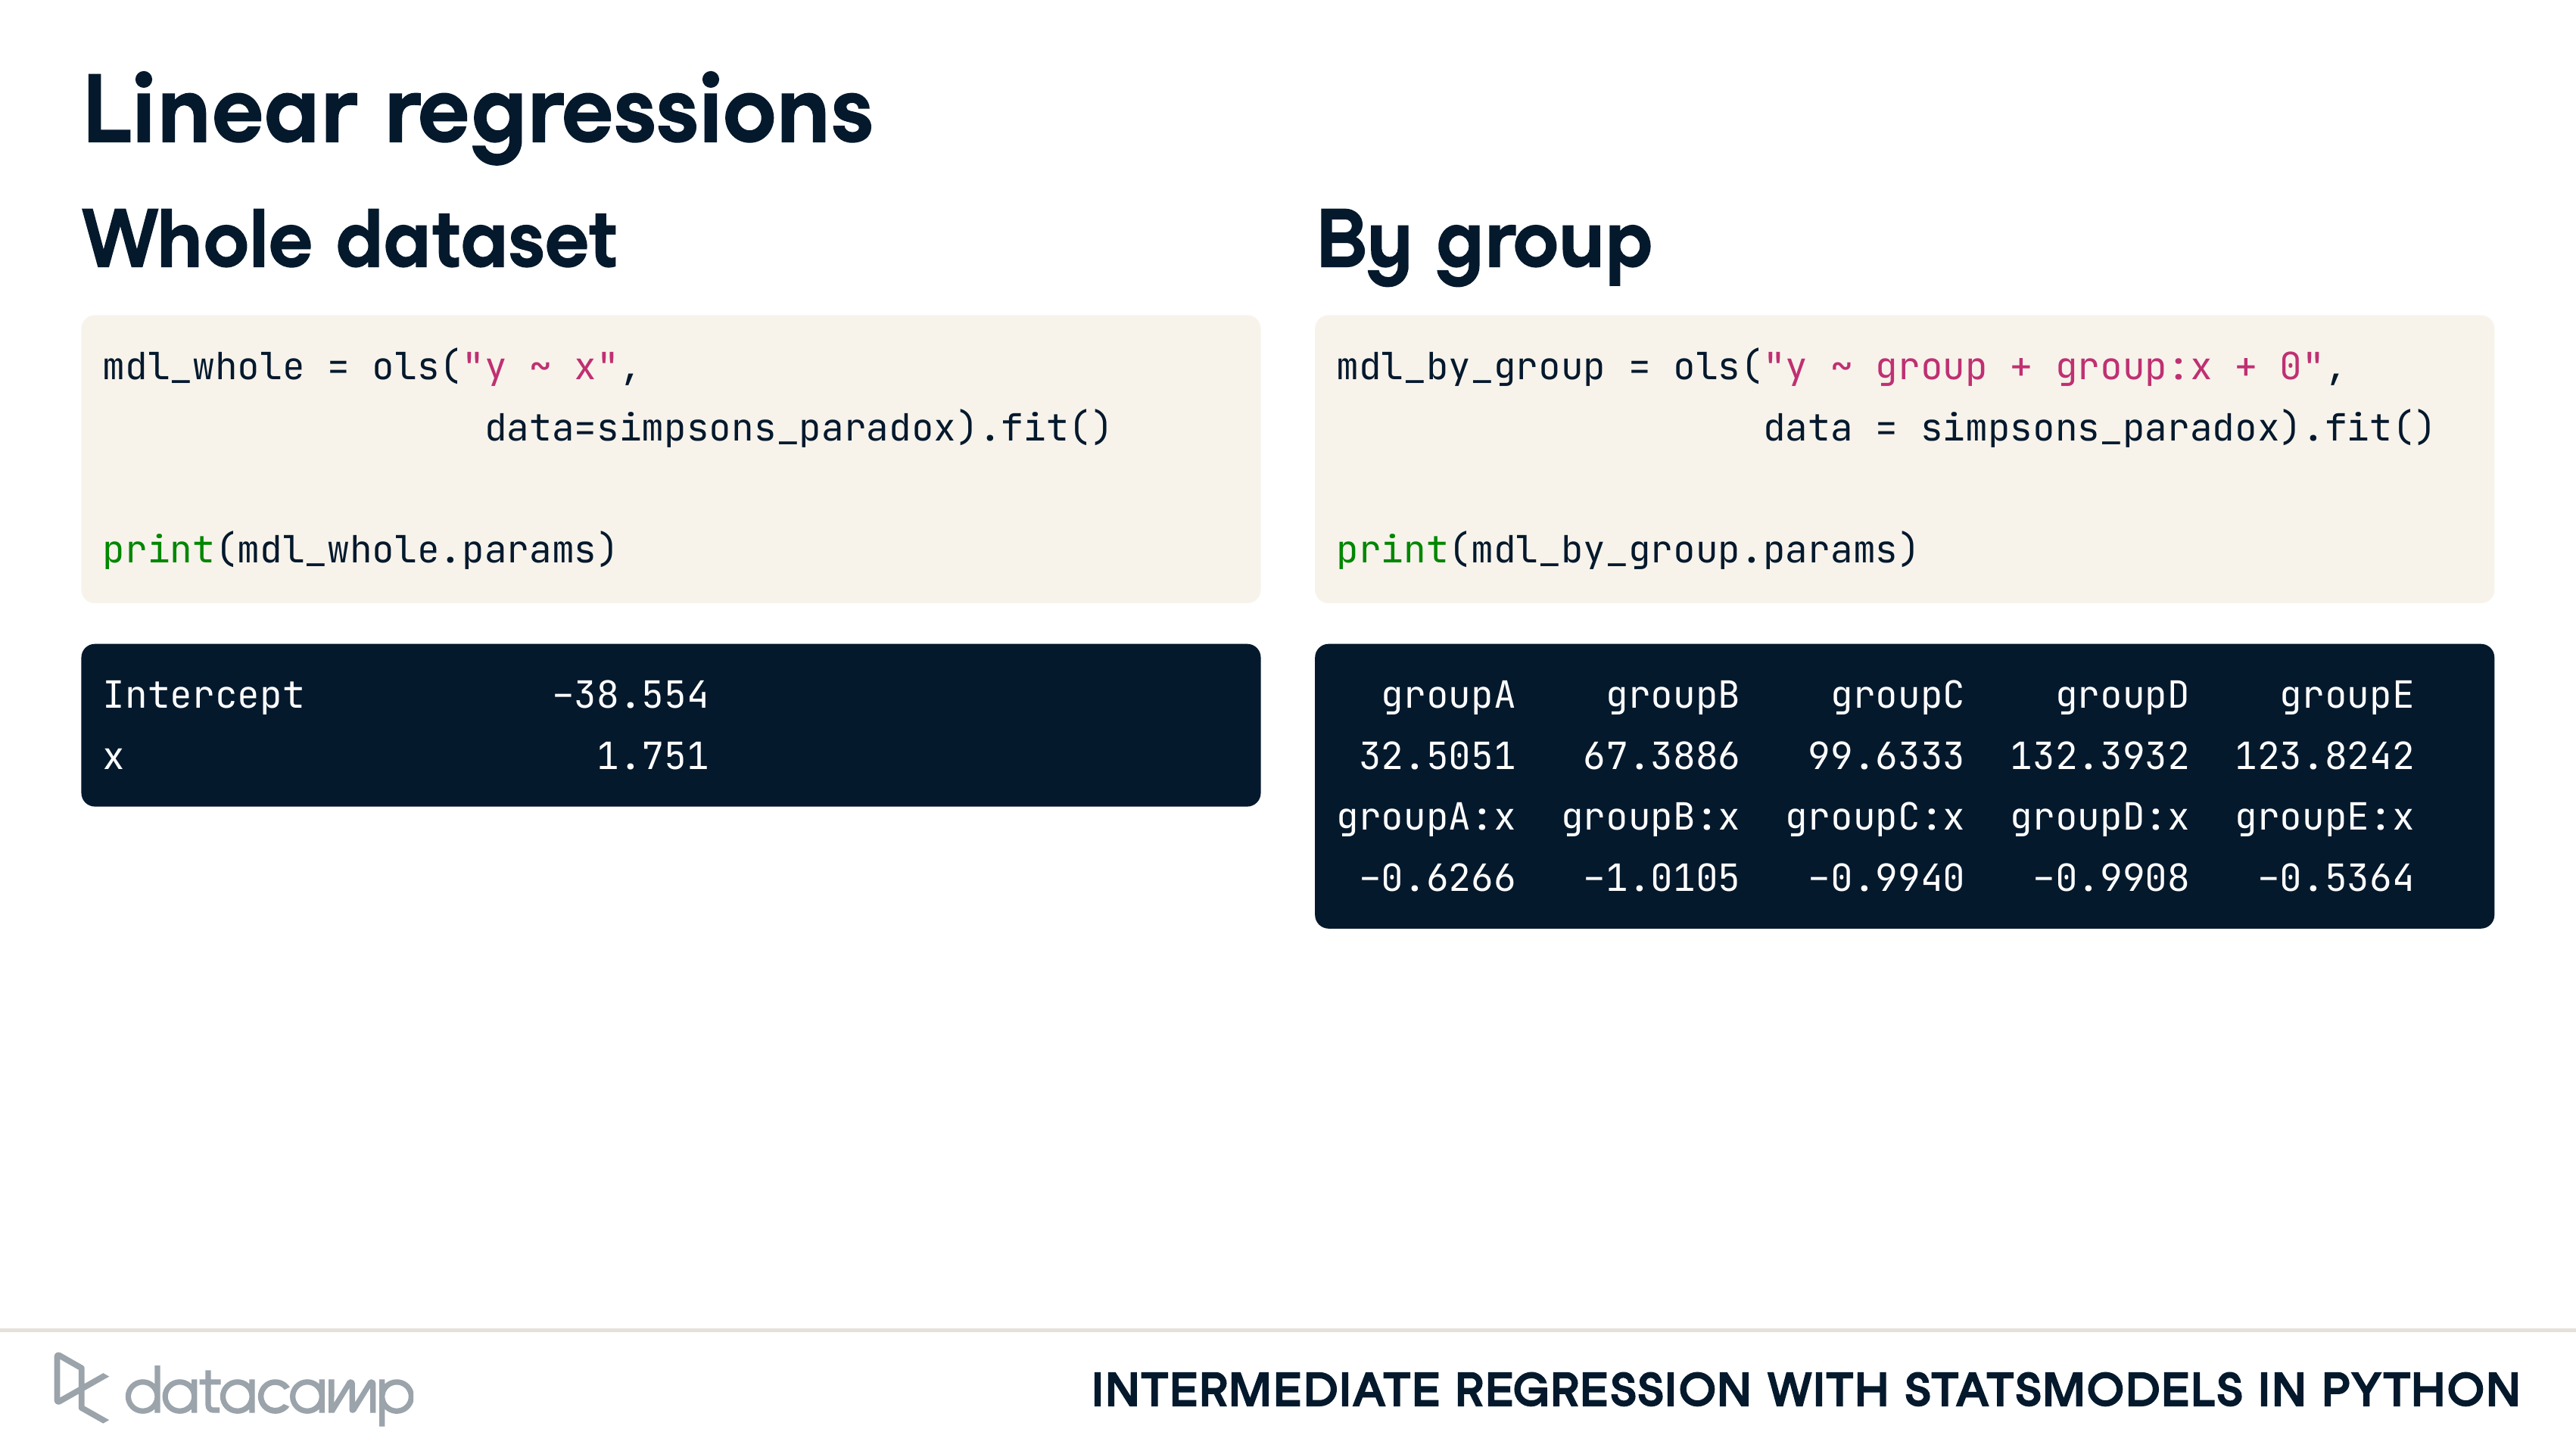 Linear regressions
Whole dataset
mdl_whole = ols("y ~ x",
data=simpsons_paradox).fit()
print(mdl_whole.params)
Intercept -38.554
x 1.751
By group
mdl_by_group = ols("y ~ group + group:x + 0",
data = simpsons_paradox).fit()
print(mdl_by_group.params)
groupA groupB groupC groupD groupE
32.5051 67.3886 99.6333 132.3932 123.8242
groupA:x groupB:x groupC:x groupD:x groupE:x
-0.6266 -1.0105 -0.9940 -0.9908 -0.5364
datacamp
INTERMEDIATE REGRESSION WITH STATSMODELS IN PYTHON